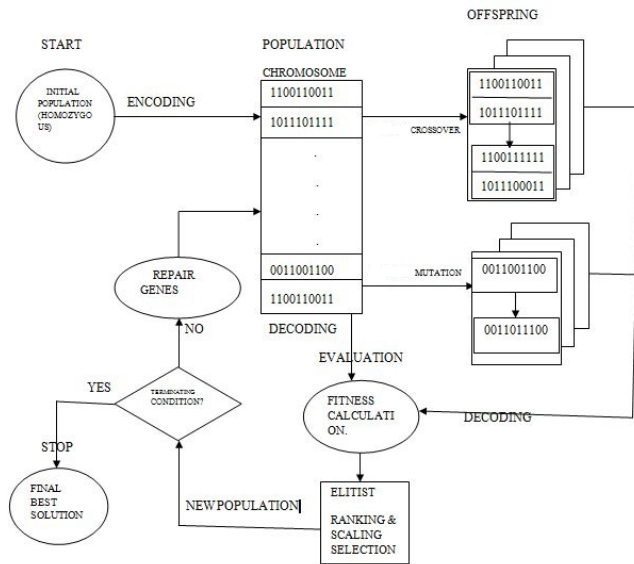 OFFSPRING
START
POPULATION
CHROMOSOME
INITIAL
POPULATION
(HOMOZYGO
US)
ENCODING
1100110011
1011101111
.
.
.
.
0011001100
1100110011
CROSSOVER
1100110011
1011101111
1100111111
1011100011
MUTATION
0011001100
0011011100
REPAIR
GENES
DECODING
NO
EVALUATION
YES
TERMINATING
CONDITION?
FITNESS
CALCULATI
ON.
DECODING
STOP
FINAL
BEST
SOLUTION
NEW POPULATION
ELITIST
RANKING &
SCALING
SELECTION